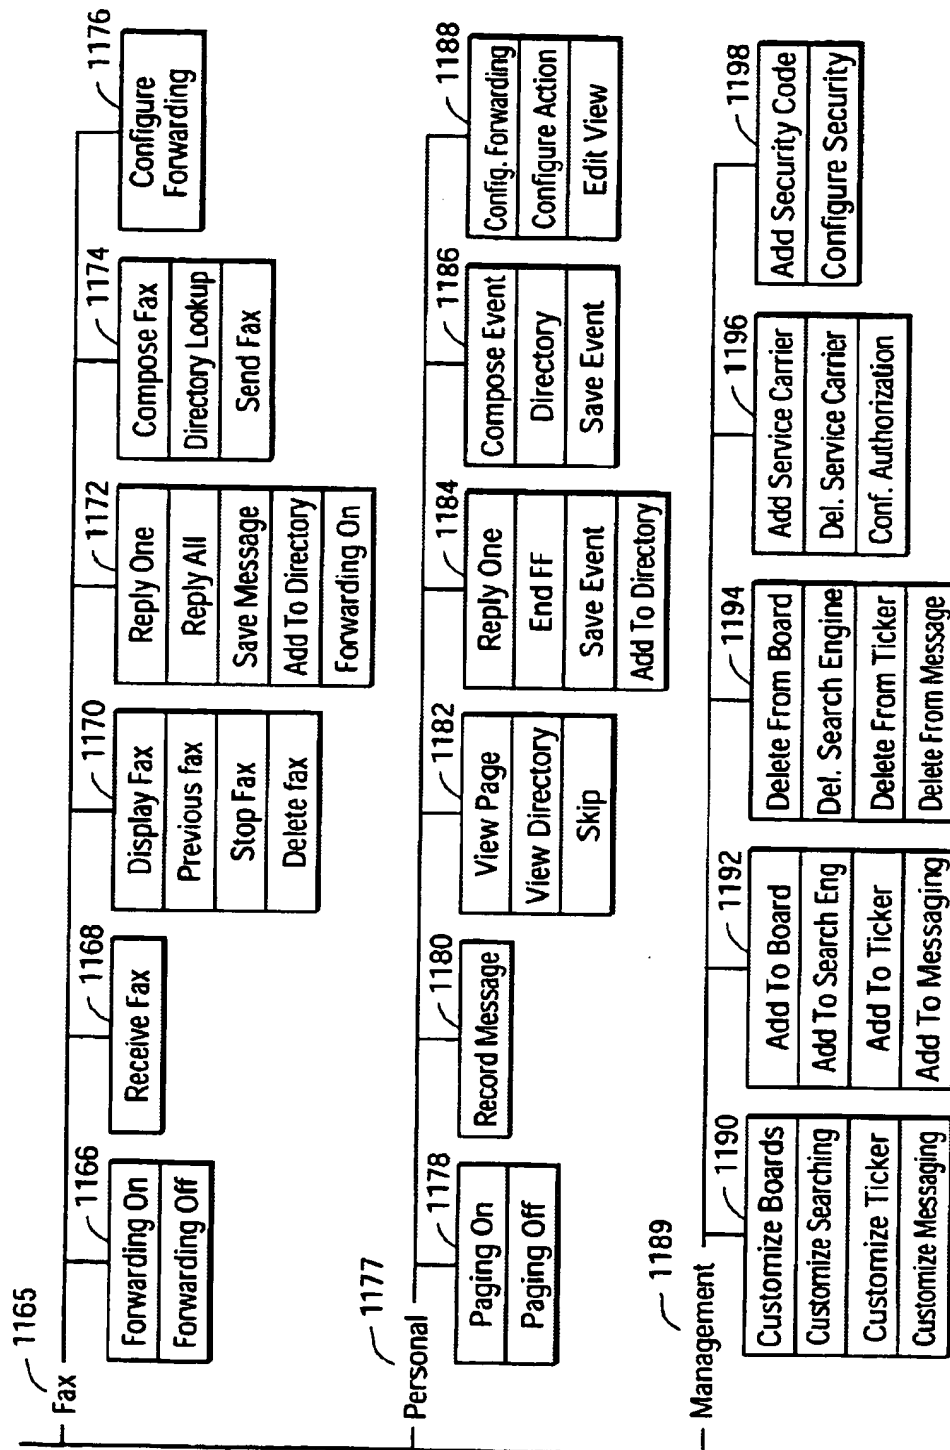 1165
Fax
1166
Forwarding On
Forwarding Off
1168
Receive Fax
1170
Display Fax
Previous fax
Stop Fax
Delete fax
1172
Reply One
Reply All
Save Message
Add To Directory
Forwarding On
1174
Compose Fax
Directory Lookup
Send Fax
1176
Configure
Forwarding
1177
Personal
1178
Paging On
Paging Off
1180
Record Message
1182
View Page
View Directory
Skip
1184
Reply One
End FF
Save Event
Add To Directory
1186
Compose Event
Directory
Save Event
1188
Config. Forwarding
Configure Action
Edit View
1189
Management
1190
Customize Boards
Customize Searching
Customize Ticker
Customize Messaging
1192
Add To Board
Add To Search Eng
Add To Ticker
Add To Messaging
1194
Delete From Board
Del. Search Engine
Delete From Ticker
Delete From Message
1196
Add Service Carrier
Del. Service Carrier
Conf. Authorization
1198
Add Security Code
Configure Security